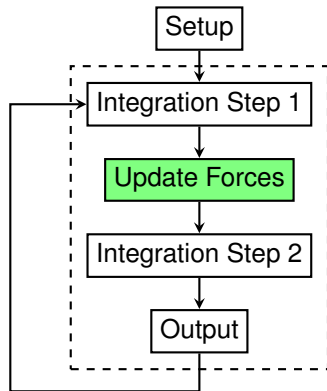 Setup
Integration Step 1
Update Forces
Integration Step 2
Output